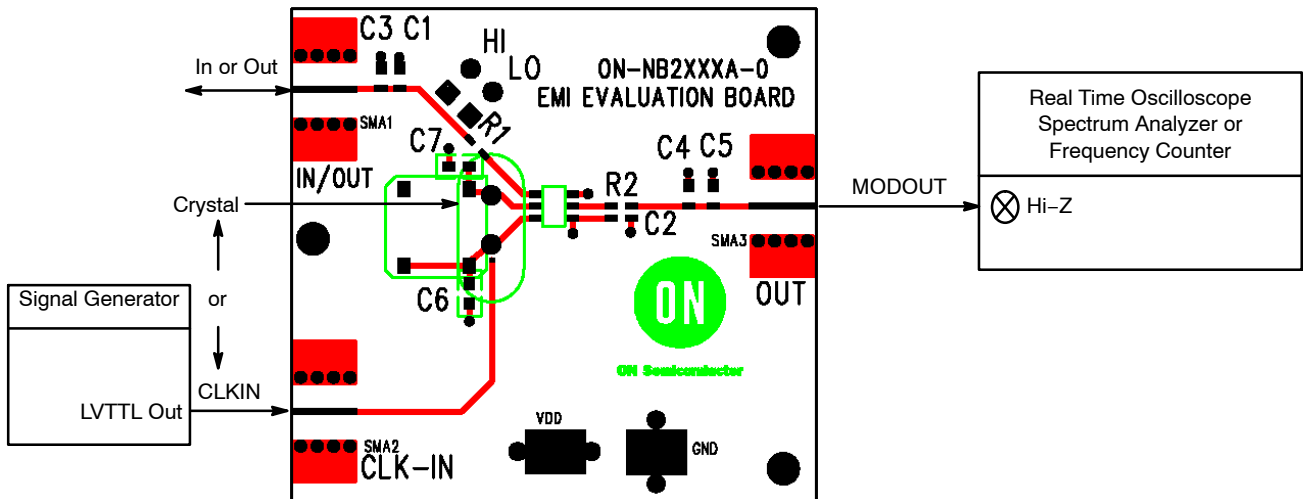 C3 C1
HI
LO
ON-NB2XXXA-0
EMI EVALUATION BOARD
In or Out
SMA1
IN/OUT
R1
C7
Crystal
C4 C5
R2
C2
SMA3
OUT
MODOUT
Real Time Oscilloscope
Spectrum Analyzer or
Frequency Counter
Hi−Z
C6
ON
ON Semiconductor
Signal Generator
or
CLKIN
LVTTL Out
SMA2
CLK-IN
VDD
GND